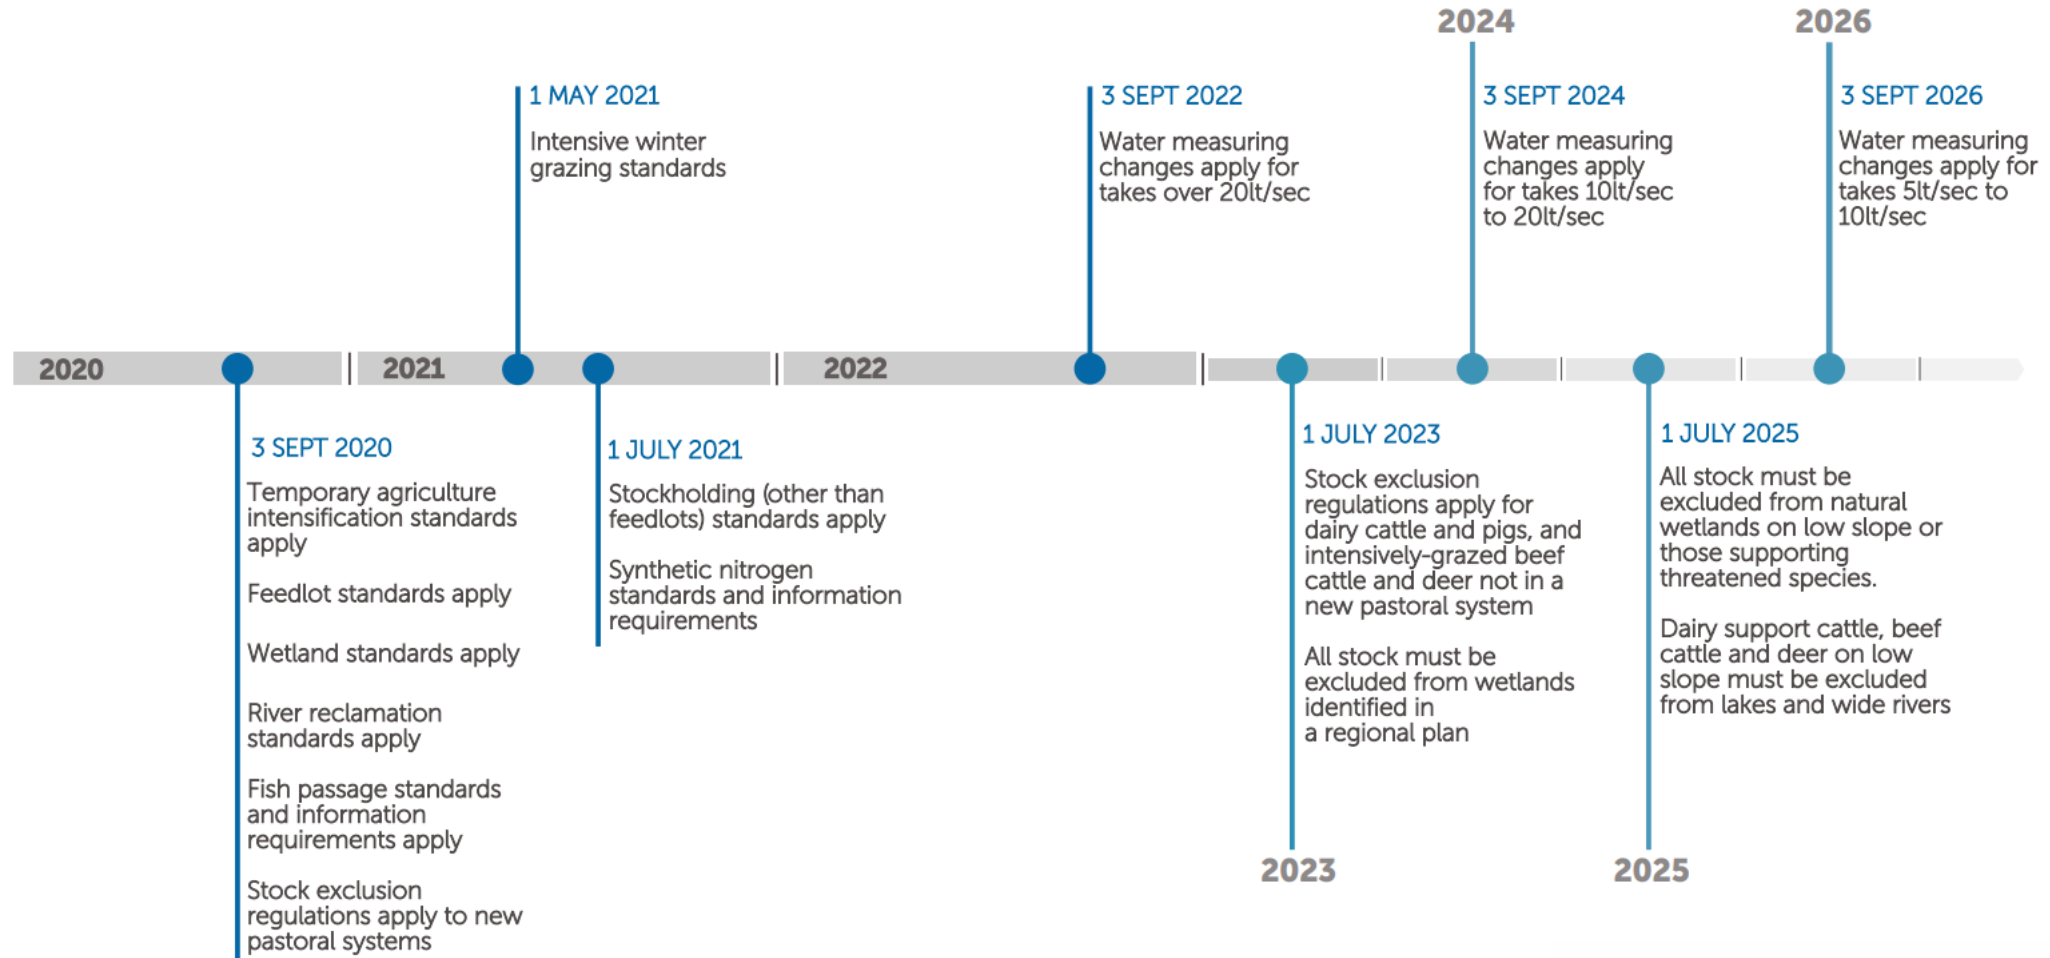 2024
2026
1 MAY 2021
Intensive winter
grazing standards
3 SEPT 2022
Water measuring
changes apply for
takes over 20lt/sec
3 SEPT 2024
Water measuring
changes apply
for takes 10lt/sec
to 20lt/sec
3 SEPT 2026
Water measuring
changes apply for
takes 5lt/sec to
10lt/sec
2020
2021
2022
3 SEPT 2020
Temporary agriculture
intensification standards
apply
Feedlot standards apply
Wetland standards apply
River reclamation
standards apply
Fish passage standards
and information
requirements apply
Stock exclusion
regulations apply to new
pastoral systems
1 JULY 2021
Stockholding (other than
feedlots) standards apply
Synthetic nitrogen
standards and information
requirements
1 JULY 2023
Stock exclusion
regulations apply for
dairy cattle and pigs, and
intensively-grazed beef
cattle and deer not in a
new pastoral system
All stock must be
excluded from wetlands
identified in
a regional plan
2023
1 JULY 2025
All stock must be
excluded from natural
wetlands on low slope or
those supporting
threatened species.
Dairy support cattle, beef
cattle and deer on low
slope must be excluded
from lakes and wide rivers
2025